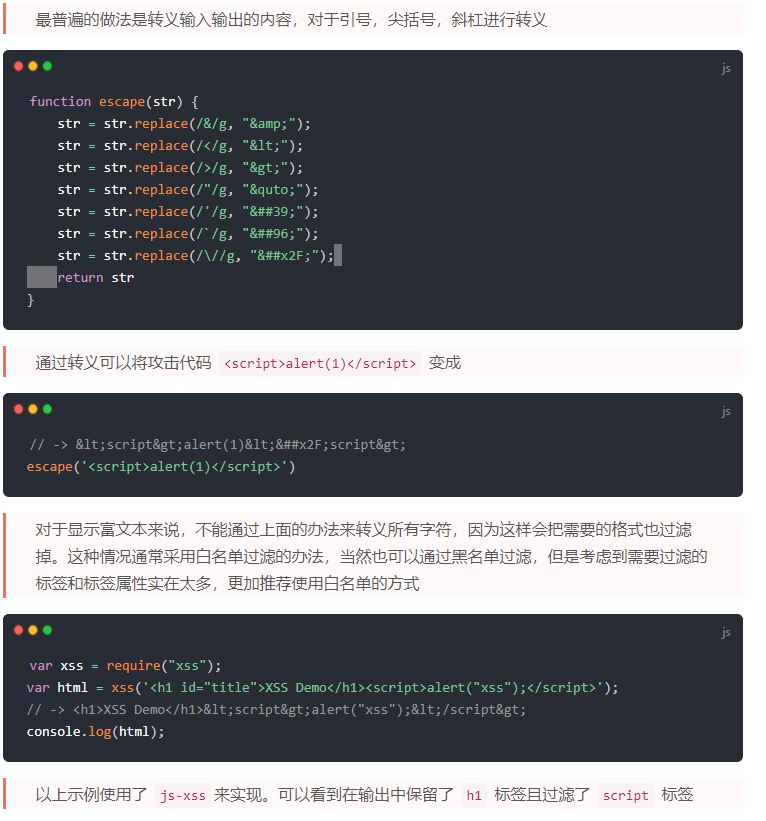 最普遍的做法是转义输入输出的内容，对于引号，尖括号，斜杠进行转义
js
function escape(str) {
    str = str.replace(/&/g, "&amp;");
    str = str.replace(/</g, "&lt;");
    str = str.replace(/>/g, "&gt;");
    str = str.replace(/"/g, "&quto;");
    str = str.replace(/'/g, "&##39;");
    str = str.replace(/`/g, "&##96;");
    str = str.replace(/\//g, "&##x2F;");
    return str
}
通过转义可以将攻击代码 <script>alert(1)</script> 变成
js
// -> &lt;script&gt;alert(1)&lt;&##x2F;script&gt;
escape('<script>alert(1)</script>')
对于显示富文本来说，不能通过上面的办法来转义所有字符，因为这样会把需要的格式也过滤
掉。这种情况通常采用白名单过滤的办法，当然也可以通过黑名单过滤，但是考虑到需要过滤的
标签和标签属性实在太多，更加推荐使用白名单的方式
js
var xss = require("xss");
var html = xss('<h1 id="title">XSS Demo</h1><script>alert("xss");</script>');
// -> <h1>XSS Demo</h1>&lt;script&gt;alert("xss");&lt;/script&gt;
console.log(html);
以上示例使用了 js-xss 来实现。可以看到在输出中保留了 h1 标签且过滤了 script 标签